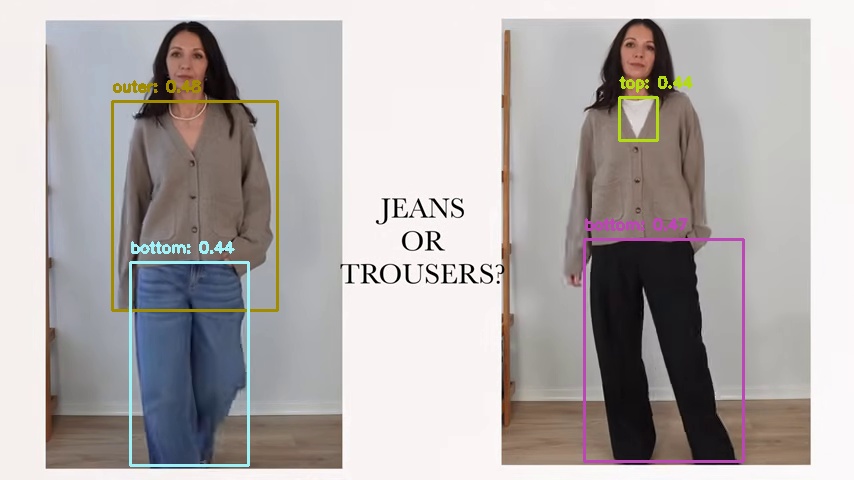 outer: 0.48
top: 0.44
bottom: 0.47
bottom: 0.44
JEANS
OR
TROUSERS?